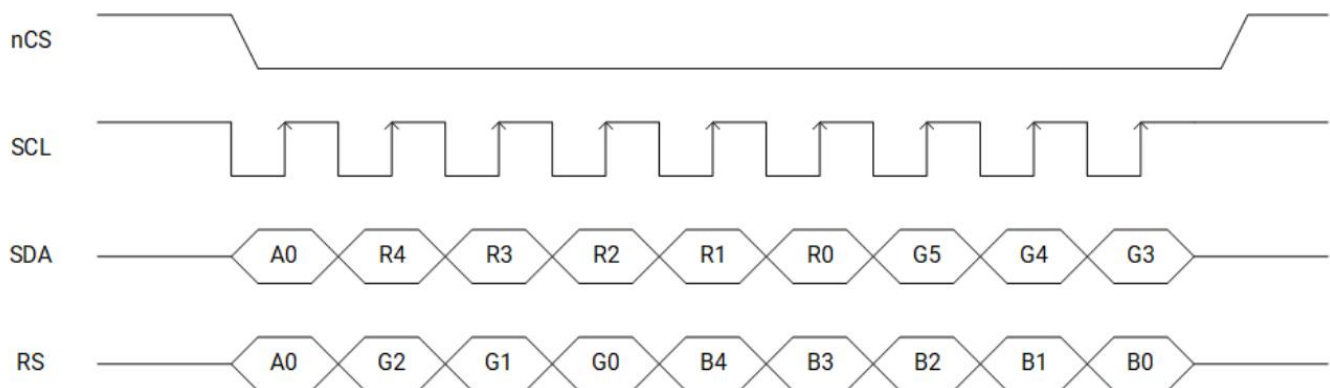 nCS
SCL
SDA A0 R4 R3 R2 R1 R0 G5 G4 G3
RS A0 G2 G1 G0 B4 B3 B2 B1 B0